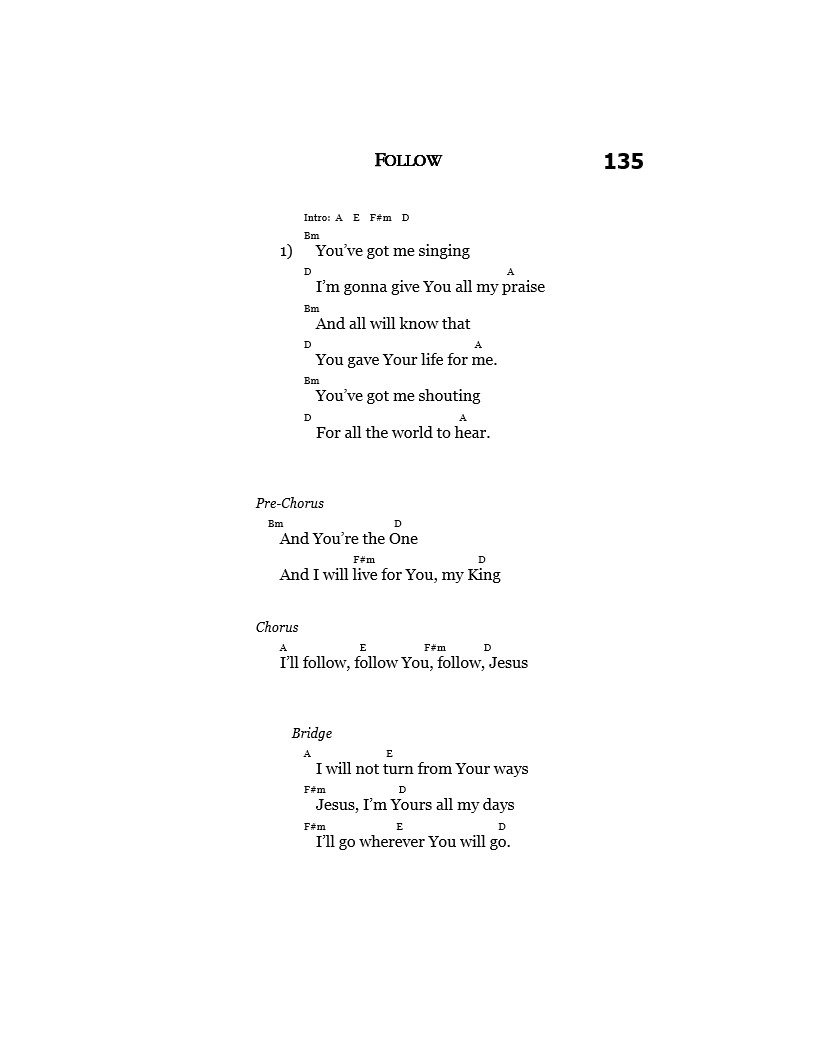 FOLLOW 135
Intro: A E F#m D
Bm
1) You’ve got me singing
D A
I’m gonna give You all my praise
Bm
And all will know that
D A
You gave Your life for me.
Bm
You’ve got me shouting
D A
For all the world to hear.
Pre-Chorus
Bm D
And You’re the One
F#m D
And I will live for You, my King
Chorus
A E F#m D
I’ll follow, follow You, follow, Jesus
Bridge
A E
I will not turn from Your ways
F#m D
Jesus, I’m Yours all my days
F#m E D
I’ll go wherever You will go.